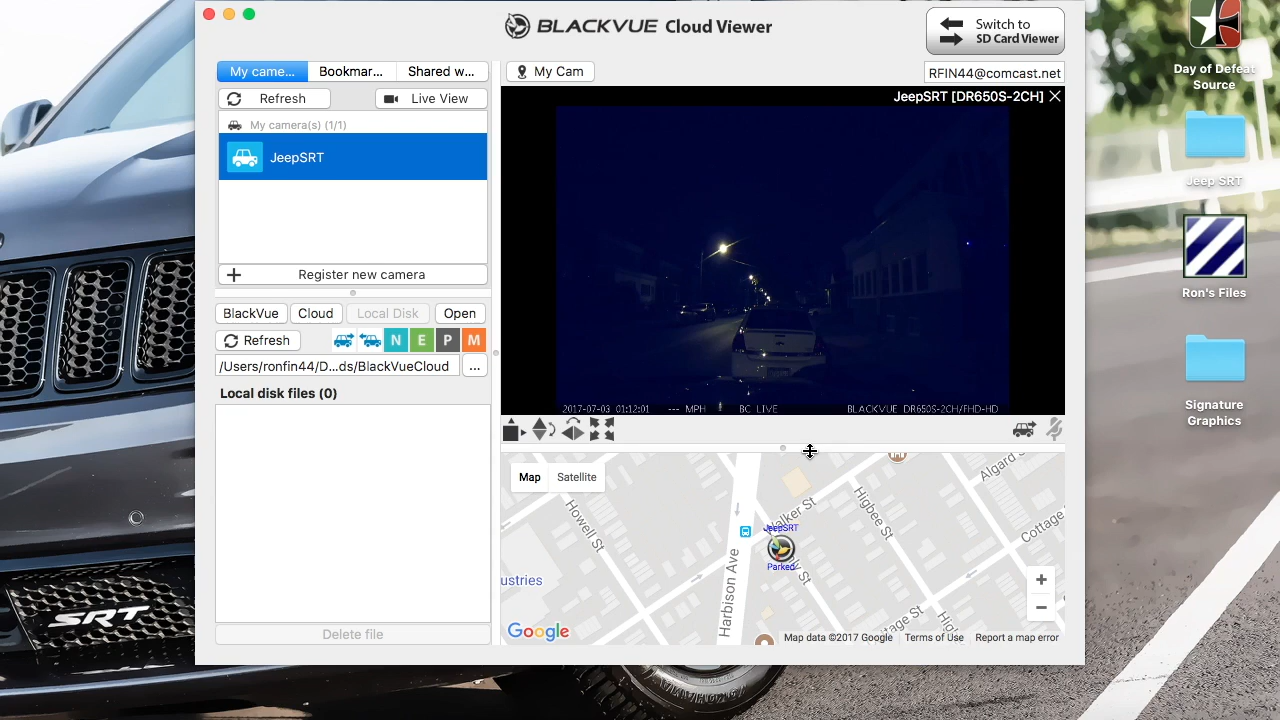 BLACKVUE Cloud Viewer
Switch to
SD Card Viewer
My came...
Bookmar...
Shared w...
My Cam
RFIN44@comcast.net
Refresh
Live View
JeepSRT [DR650S-2CH]
My camera(s) (1/1)
JeepSRT
Register new camera
BlackVue
Cloud
Local Disk
Open
Refresh
N
E
P
M
/Users/ronfin44/D...ds/BlackVueCloud
...
Local disk files (0)
Delete file
2017-07-03 01:12:01 --- MPH BC LIVE BLACKVUE DR650S-2CH/FHD-HD
Map
Satellite
Howell St
Walker St
Higbee St
Algard S
Cottage
JeepSRT
Parked
ustries
Harbison Ave
tage St
Hig
+
−
Google
Map data ©2017 Google
Terms of Use
Report a map error
Day of Defeat
Source
Jeep SRT
Ron's Files
Signature
Graphics
SRT